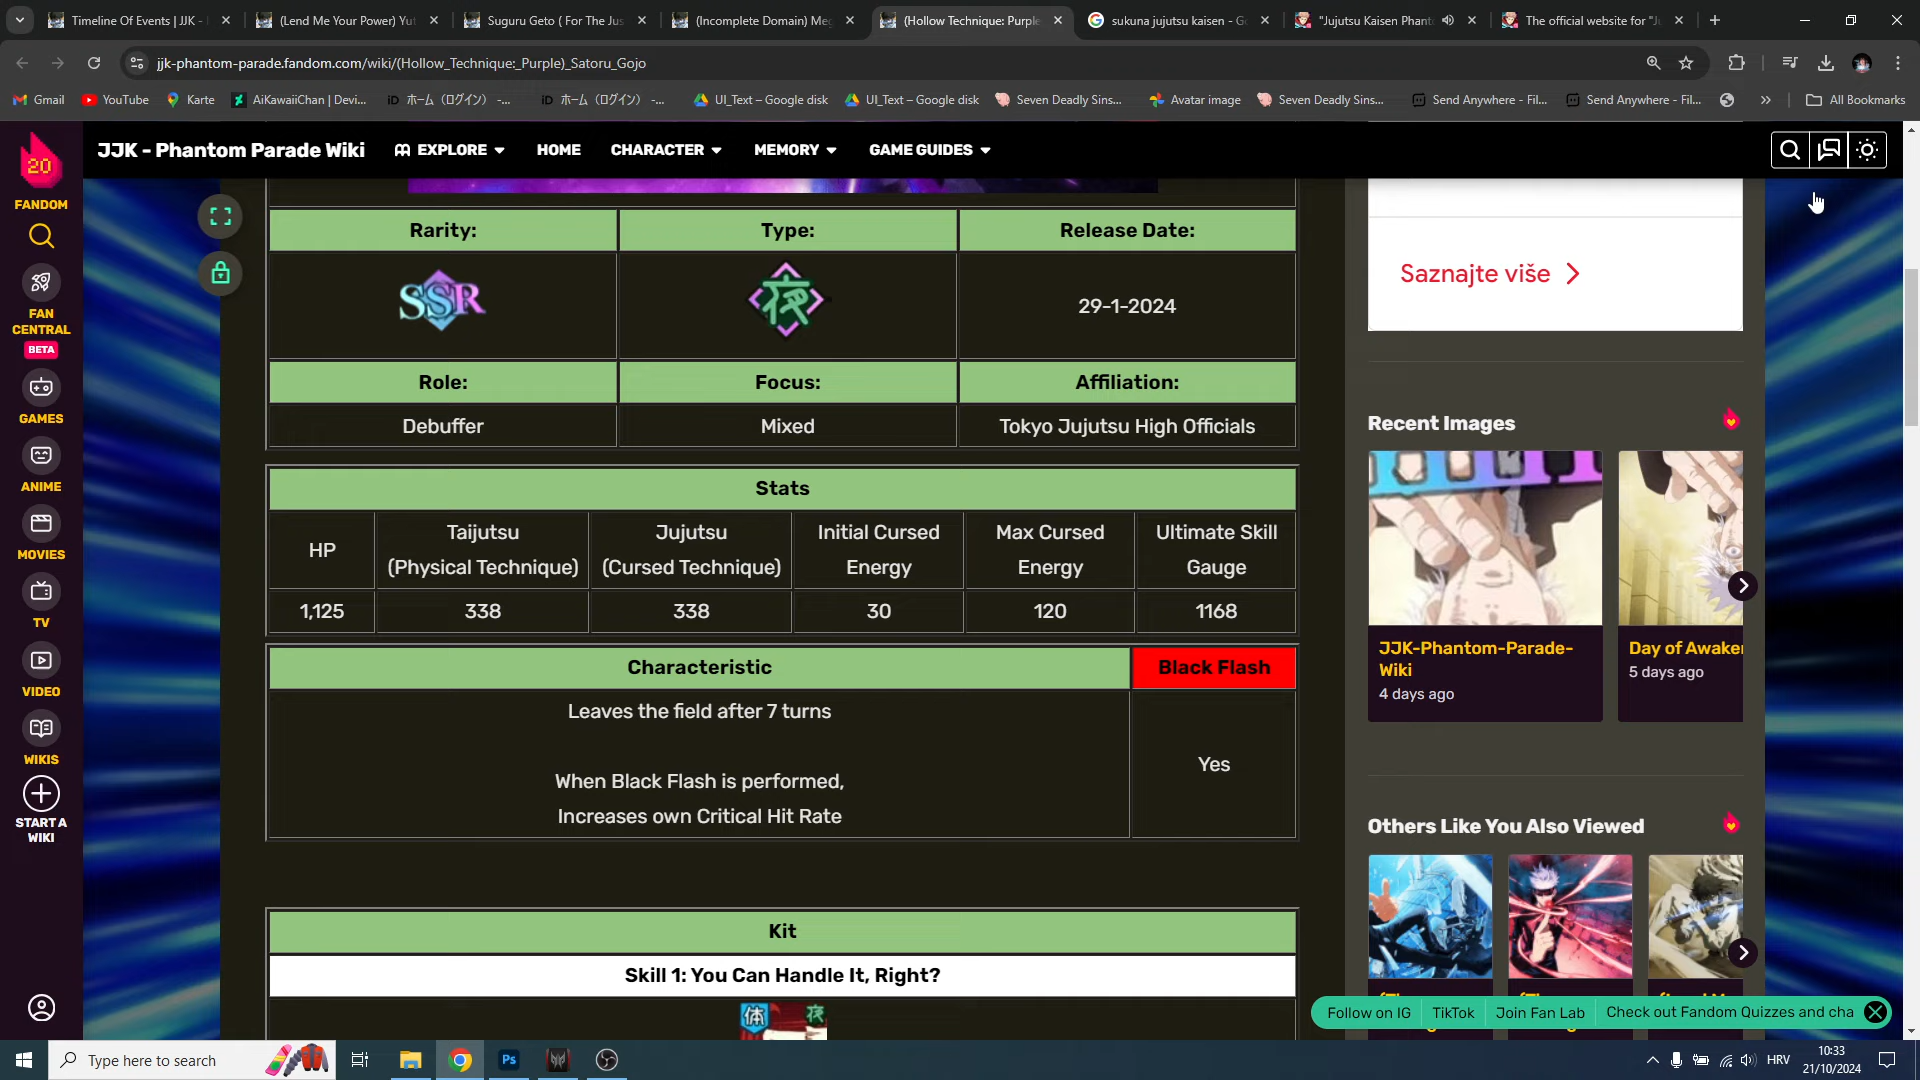 Timeline Of Events | JJK -
(Lend Me Your Power) Yut
Suguru Geto ( For The Jus
(Incomplete Domain) Me
(Hollow Technique: Purple
sukuna jujutsu kaisen - G
"Jujutsu Kaisen Phant
The official website for "J
jjk-phantom-parade.fandom.com/wiki/(Hollow_Technique:_Purple)_Satoru_Gojo
Gmail
YouTube
Karte
AiKawaiiChan | Devi...
iD ホーム（ログイン） -...
iD ホーム（ログイン） -...
UI_Text – Google disk
UI_Text – Google disk
Seven Deadly Sins...
Avatar image
Seven Deadly Sins...
Send Anywhere - Fil...
Send Anywhere - Fil...
All Bookmarks
20
FANDOM
FAN
CENTRAL
BETA
GAMES
ANIME
MOVIES
TV
VIDEO
WIKIS
START A
WIKI
JJK - Phantom Parade Wiki
EXPLORE
HOME
CHARACTER
MEMORY
GAME GUIDES
Rarity:
Type:
Release Date:
SSR
夜
29-1-2024
Role:
Focus:
Affiliation:
Debuffer
Mixed
Tokyo Jujutsu High Officials
Stats
HP
Taijutsu
(Physical Technique)
Jujutsu
(Cursed Technique)
Initial Cursed
Energy
Max Cursed
Energy
Ultimate Skill
Gauge
1,125
338
338
30
120
1168
Characteristic
Black Flash
Leaves the field after 7 turns
When Black Flash is performed,
Increases own Critical Hit Rate
Yes
Kit
Skill 1: You Can Handle It, Right?
体
夜
Saznajte više
Recent Images
JJK-Phantom-Parade-
Wiki
4 days ago
Day of Awake
5 days ago
Others Like You Also Viewed
Follow on IG
TikTok
Join Fan Lab
Check out Fandom Quizzes and cha
Type here to search
Ps
HRV
10:33
21/10/2024